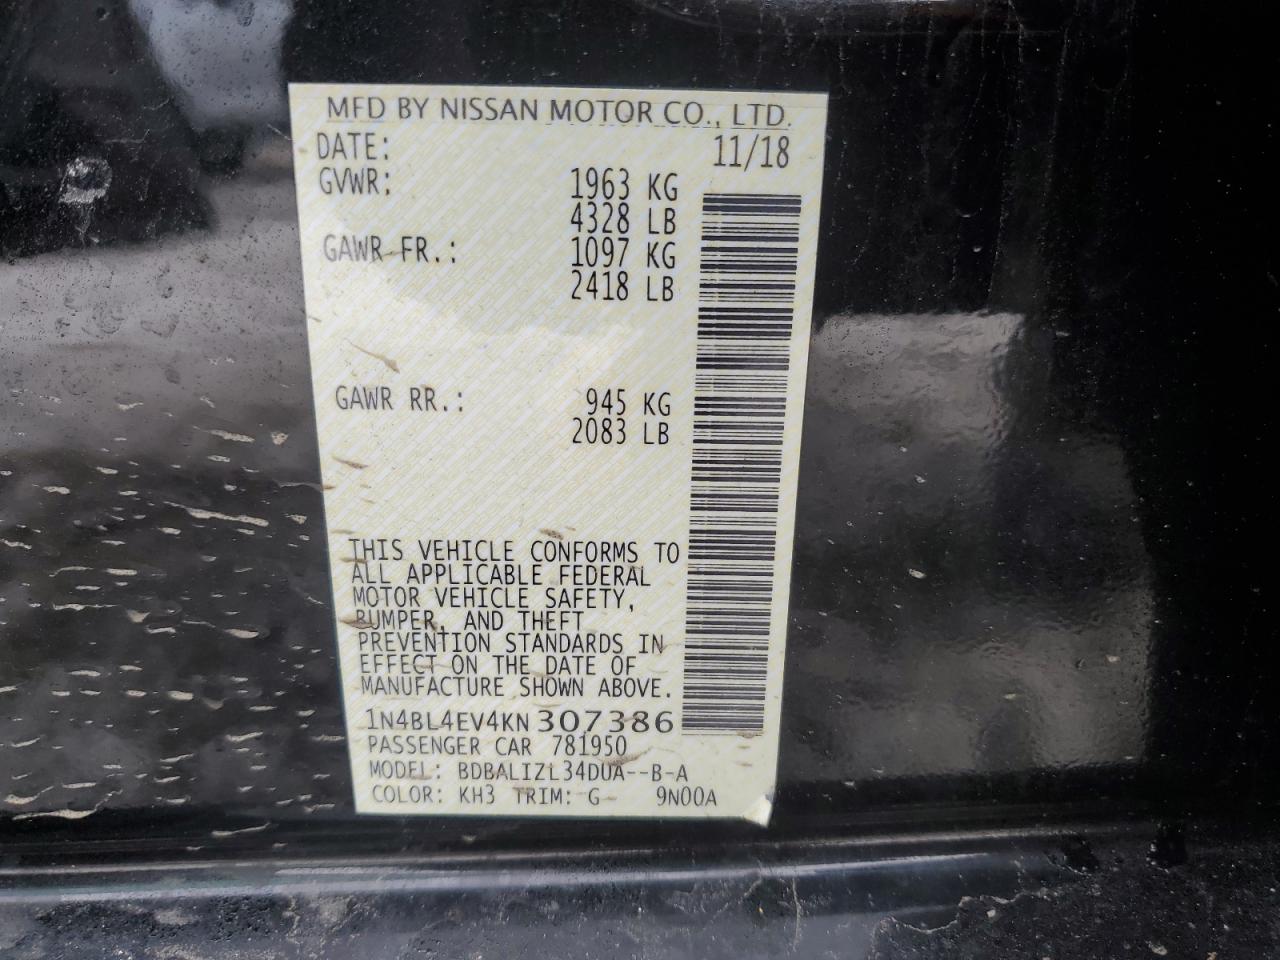 MFD BY NISSAN MOTOR CO., LTD.
DATE: 11/18
GVWR: 1963 KG
4328 LB
GAWR FR.: 1097 KG
2418 LB
GAWR RR.: 945 KG
2083 LB
THIS VEHICLE CONFORMS TO
ALL APPLICABLE FEDERAL
MOTOR VEHICLE SAFETY,
BUMPER, AND THEFT
PREVENTION STANDARDS IN
EFFECT ON THE DATE OF
MANUFACTURE SHOWN ABOVE.
1N4BL4EV4KN307386
PASSENGER CAR 781950
MODEL: BDBALIZL34DUA--B-A
COLOR: KH3 TRIM: G 9N00A